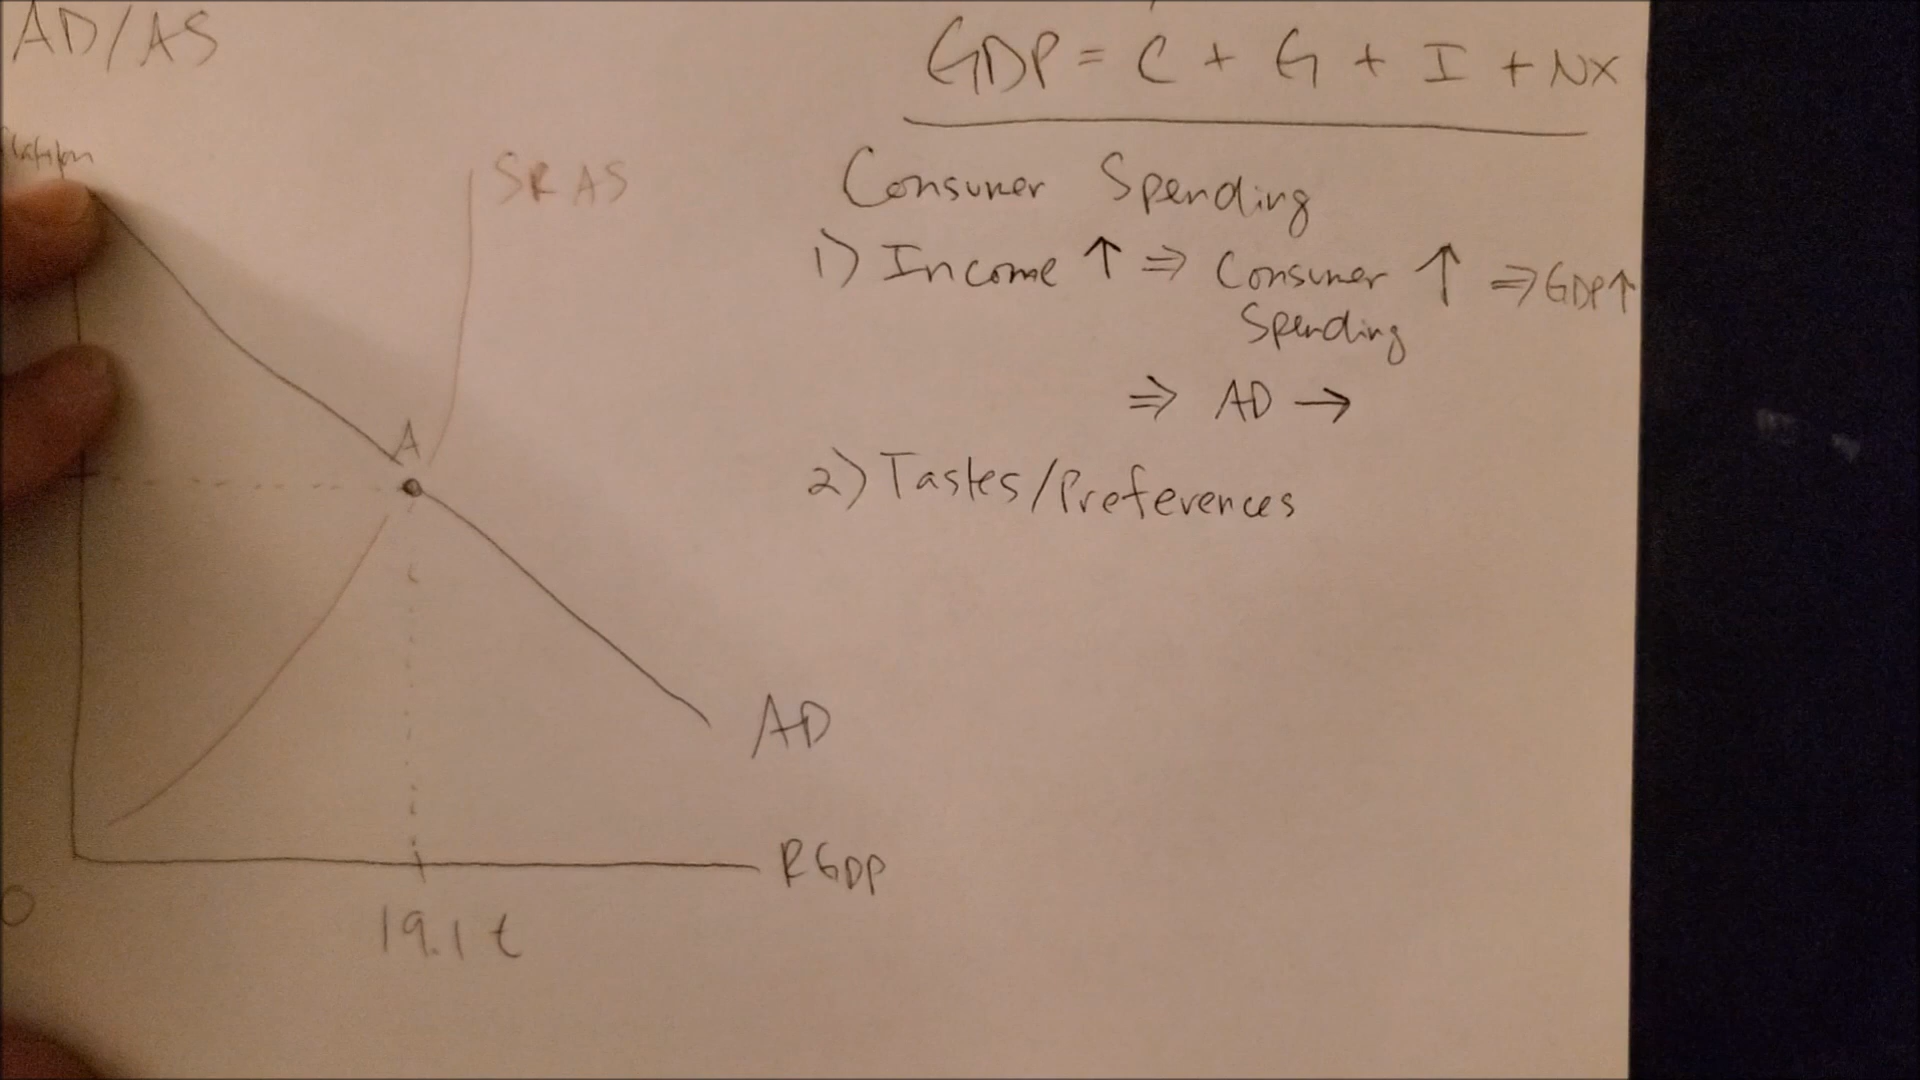 AD/AS
GDP = C + G + I + NX
SRAS
Consumer Spending
1) Income ↑ ⇒ Consumer ↑ ⇒ GDP↑
Spending
⇒ AD →
A
2) Tastes/Preferences
AD
RGDP
0
19.1 t